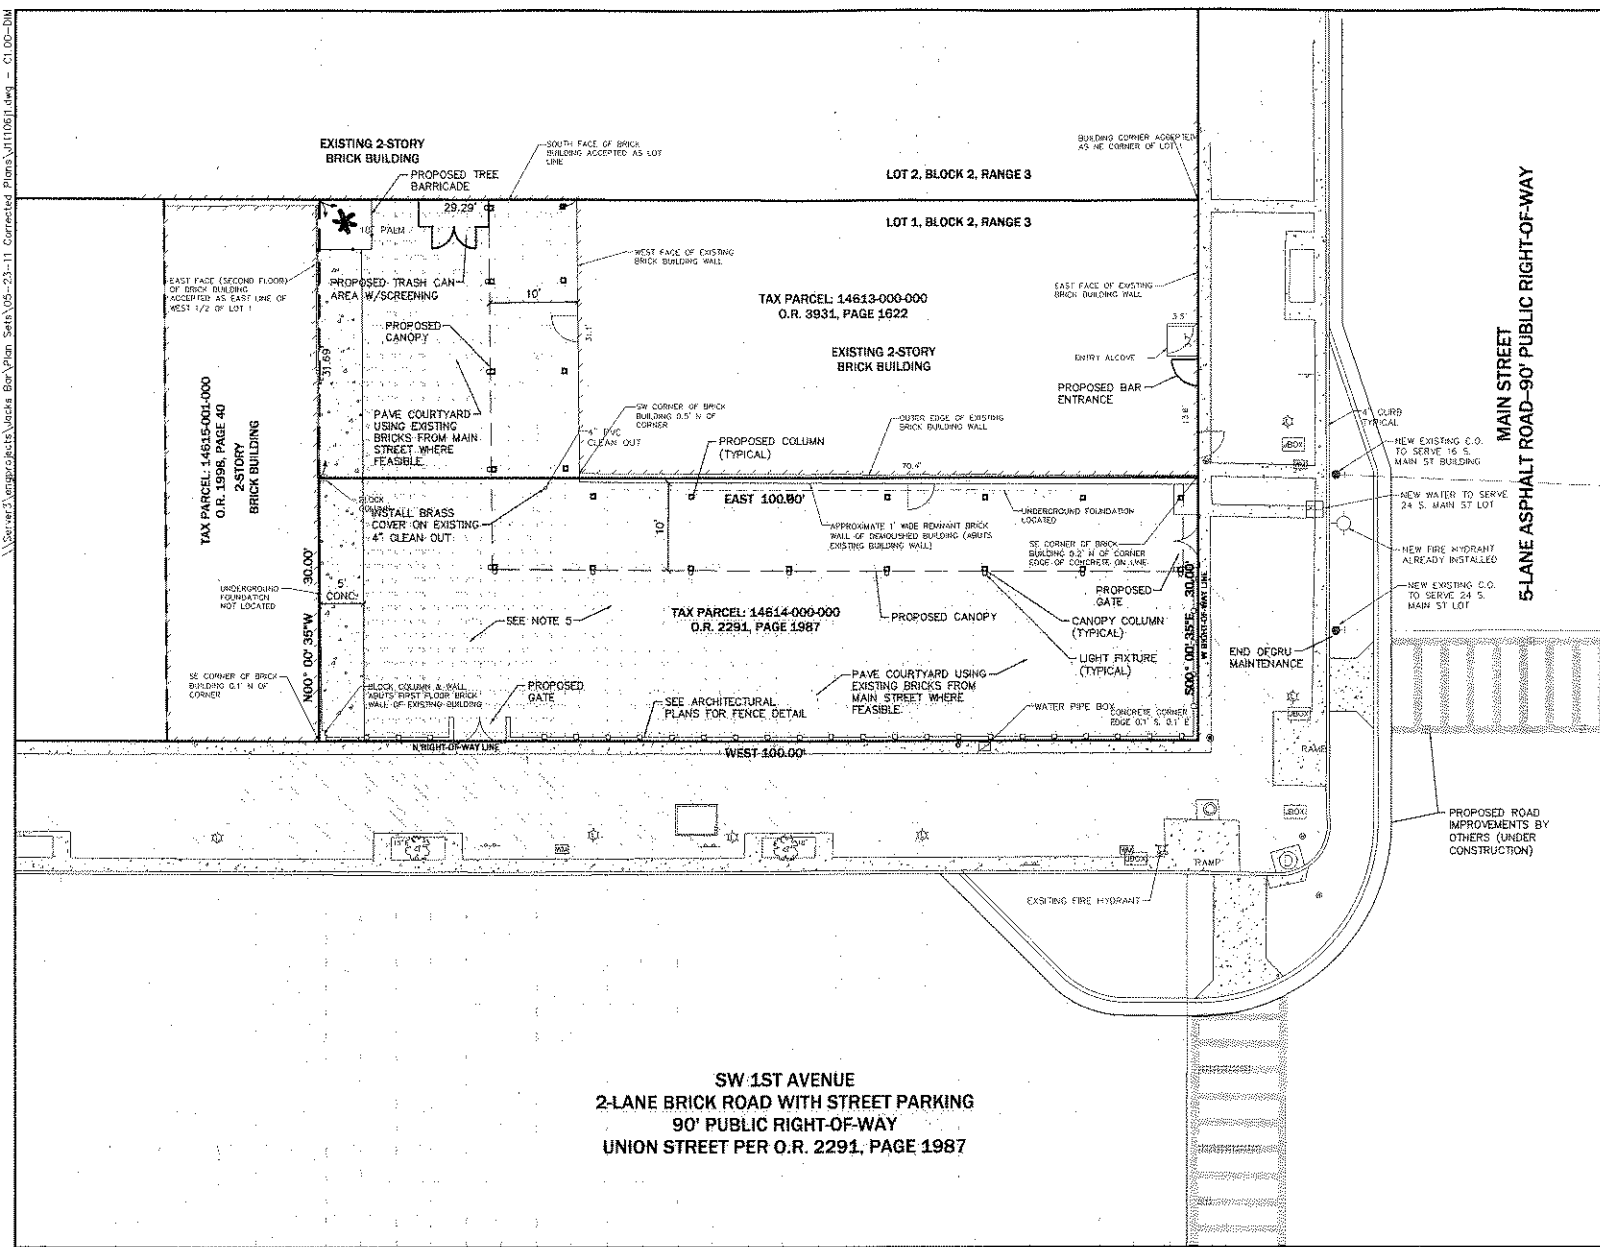 \\Server3\engprojects\Jacks Bar\Plan Sets\05-23-11 Corrected Plans\J11106j1.dwg - C1.00-DIM
EXISTING 2-STORY
BRICK BUILDING
SOUTH FACE OF BRICK
BUILDING ACCEPTED AS LOT
LINE
BUILDING CORNER ACCEPTED
AS NE CORNER OF LOT 1
PROPOSED TREE
BARRICADE
LOT 2, BLOCK 2, RANGE 3
29.29'
PALM
LOT 1, BLOCK 2, RANGE 3
WEST FACE OF EXISTING
BRICK BUILDING WALL
EAST FACE (SECOND FLOOR)
OF BRICK BUILDING
ACCEPTED AS EAST LINE OF
WEST 1/2 OF LOT 1
PROPOSED TRASH CAN
AREA W/SCREENING
10'
EAST FACE OF EXISTING
BRICK BUILDING WALL
TAX PARCEL: 14613-000-000
O.R. 3931, PAGE 1622
PROPOSED
CANOPY
3.5'
31.69'
EXISTING 2-STORY
BRICK BUILDING
ENTRY ALCOVE
PROPOSED BAR
ENTRANCE
TAX PARCEL: 14615-001-000
O.R. 1998, PAGE 40
2-STORY
BRICK BUILDING
PAVE COURTYARD
USING EXISTING
BRICKS FROM MAIN
STREET WHERE
FEASIBLE
SW CORNER OF BRICK
BUILDING 0.5' N OF
CORNER
4" PVC
CLEAN OUT
OUTER EDGE OF EXISTING
BRICK BUILDING WALL
13.8'
4" CURB
TYPICAL
UBOX
PROPOSED COLUMN
(TYPICAL)
70.4'
NEW EXISTING C.O.
TO SERVE 16 S.
MAIN ST BUILDING
MAIN STREET
5-LANE ASPHALT ROAD--90' PUBLIC RIGHT-OF-WAY
EAST 100.00'
BLOCK
COLUMN
INSTALL BRASS
COVER ON EXISTING
4" CLEAN OUT
10'
APPROXIMATE 1' WIDE REMNANT BRICK
WALL OF DEMOLISHED BUILDING (ABUTS
EXISTING BUILDING WALL)
UNDERGROUND FOUNDATION
LOCATED
NEW WATER TO SERVE
24 S. MAIN ST LOT
SE CORNER OF BRICK
BUILDING 0.2' N OF CORNER
EDGE OF CONCRETE ON LINE
NEW FIRE HYDRANT
ALREADY INSTALLED
UNDERGROUND
FOUNDATION
NOT LOCATED
5'
CONC.
N00° 00' 35"W 30.00'
PROPOSED
GATE
NEW EXISTING C.O.
TO SERVE 24 S.
MAIN ST LOT
S00° 00' 35"E 30.00'
W RIGHT-OF-WAY LINE
SEE NOTE 5
TAX PARCEL: 14614-000-000
O.R. 2291, PAGE 1987
PROPOSED CANOPY
CANOPY COLUMN
(TYPICAL)
LIGHT FIXTURE
(TYPICAL)
END OF GRU
MAINTENANCE
SE CORNER OF BRICK
BUILDING 0.1' N OF
CORNER
BLOCK COLUMN & WALL
ABUTS FIRST FLOOR BRICK
WALL OF EXISTING BUILDING
PROPOSED
GATE
SEE ARCHITECTURAL
PLANS FOR FENCE DETAIL
PAVE COURTYARD USING
EXISTING BRICKS FROM
MAIN STREET WHERE
FEASIBLE
WATER PIPE BOX
CONCRETE CORNER
EDGE 0.1' S, 0.1' E
UBOX
N RIGHT-OF-WAY LINE
WEST 100.00'
RAMP
PROPOSED ROAD
IMPROVEMENTS BY
OTHERS (UNDER
CONSTRUCTION)
UBOX
WM
UBOX
RAMP
EXSITING FIRE HYDRANT
SW 1ST AVENUE
2-LANE BRICK ROAD WITH STREET PARKING
90' PUBLIC RIGHT-OF-WAY
UNION STREET PER O.R. 2291, PAGE 1987